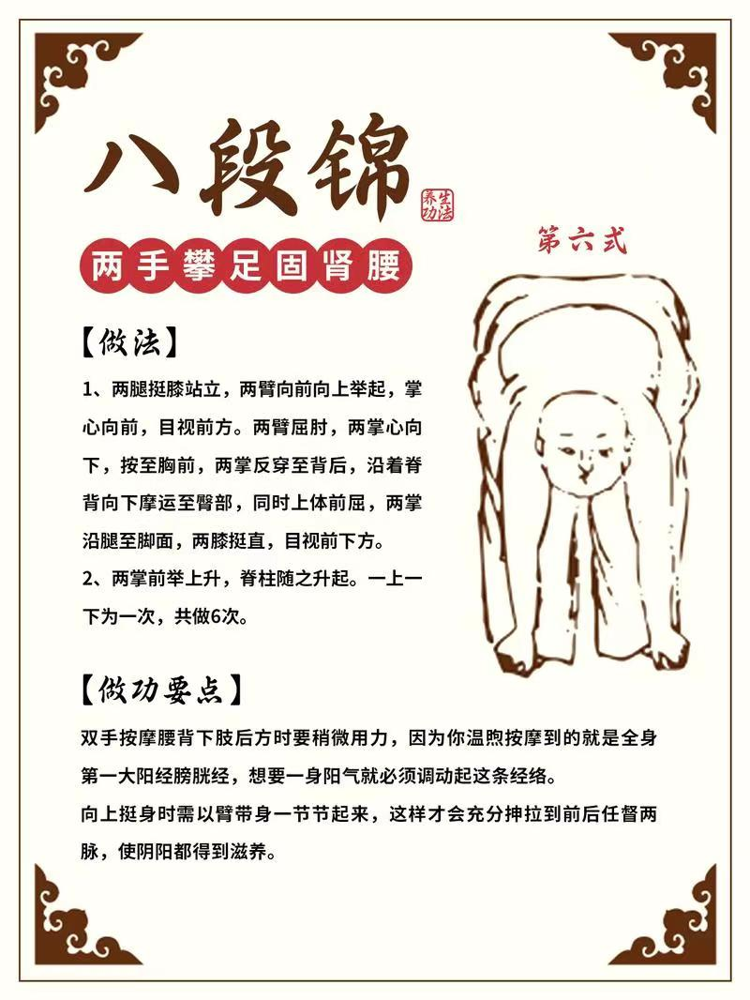 八段锦
养生
功法
两手攀足固肾腰
第六式
【做法】
1、两腿挺膝站立，两臂向前向上举起，掌
心向前，目视前方。两臂屈肘，两掌心向
下，按至胸前，两掌反穿至背后，沿着脊
背向下摩运至臀部，同时上体前屈，两掌
沿腿至脚面，两膝挺直，目视前下方。
2、两掌前举上升，脊柱随之升起。一上一
下为一次，共做6次。
【做功要点】
双手按摩腰背下肢后方时要稍微用力，因为你温煦按摩到的就是全身
第一大阳经膀胱经，想要一身阳气就必须调动起这条经络。
向上挺身时需以臂带身一节节起来，这样才会充分抻拉到前后任督两
脉，使阴阳都得到滋养。